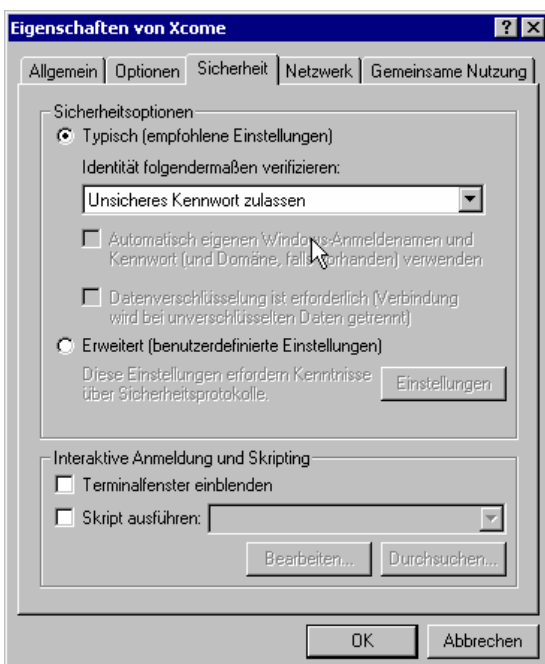 Eigenschaften von Xcome
Allgemein Optionen Sicherheit Netzwerk Gemeinsame Nutzung
Sicherheitsoptionen
Typisch (empfohlene Einstellungen)
Identität folgendermaßen verifizieren:
Unsicheres Kennwort zulassen
Automatisch eigenen Windows-Anmeldenamen und
Kennwort (und Domäne, falls vorhanden) verwenden
Datenverschlüsselung ist erforderlich (Verbindung
wird bei unverschlüsselten Daten getrennt)
Erweitert (benutzerdefinierte Einstellungen)
Diese Einstellungen erfordern Kenntnisse
über Sicherheitsprotokolle.
Einstellungen
Interaktive Anmeldung und Skripting
Terminalfenster einblenden
Skript ausführen:
Bearbeiten... Durchsuchen...
OK Abbrechen